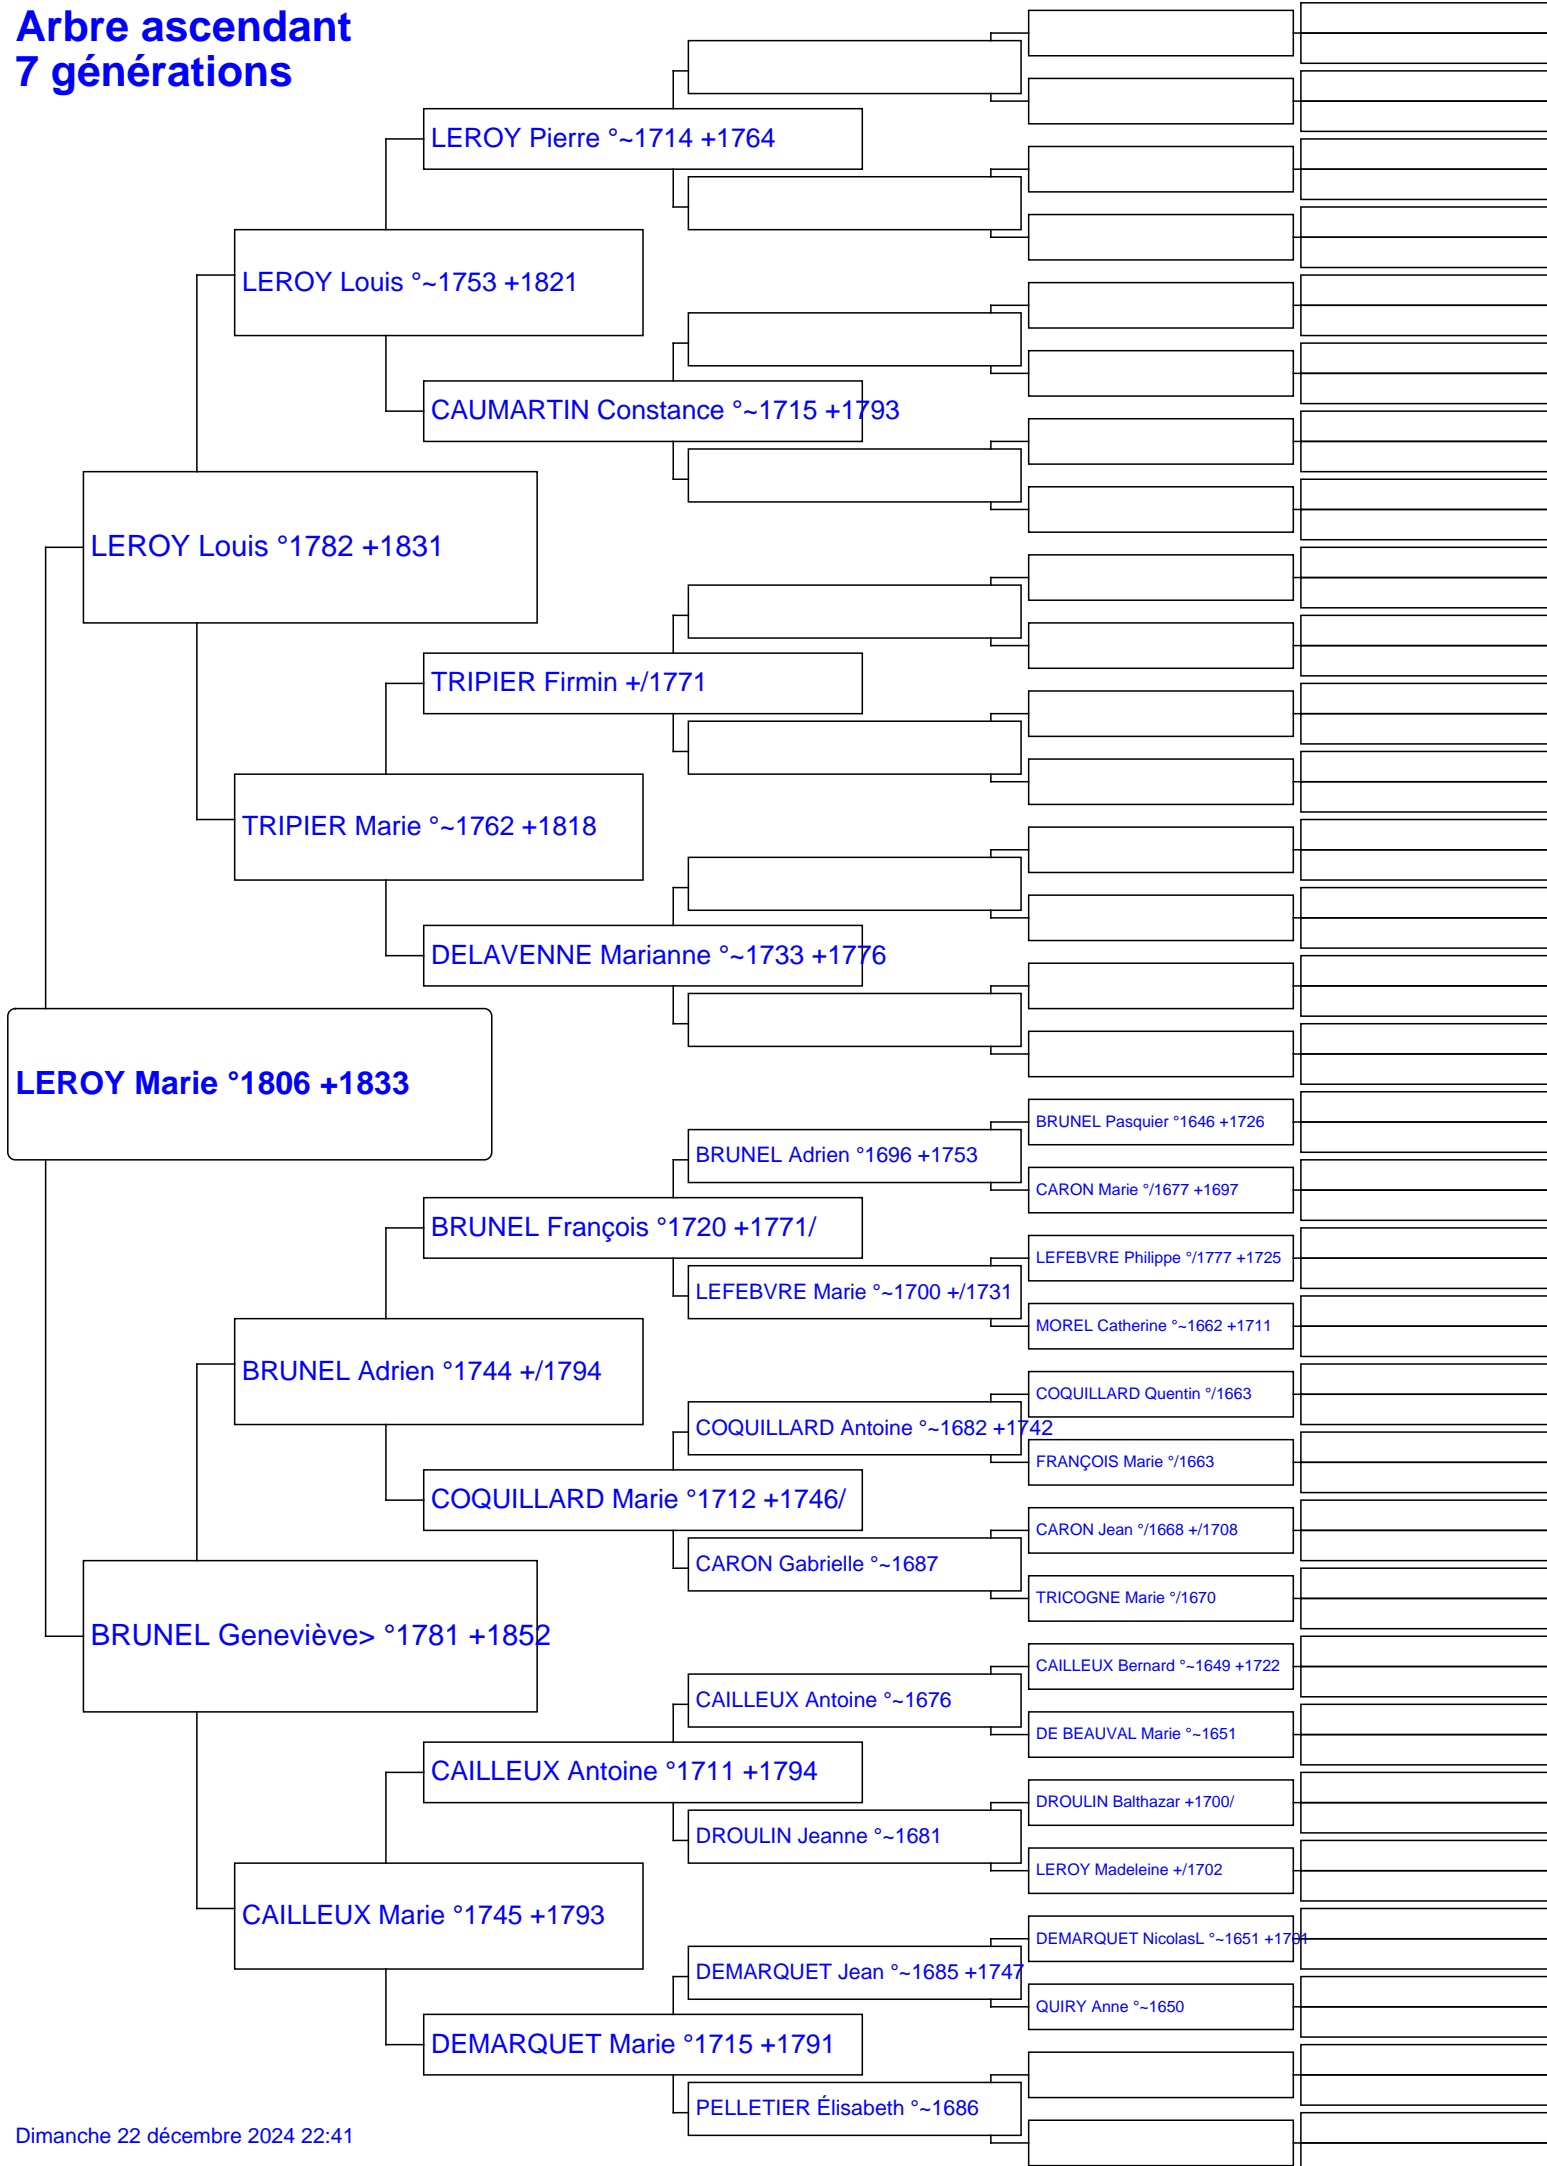 Arbre ascendant
7 générations
LEROY Pierre °~1714 +1764
LEROY Louis °~1753 +1821
CAUMARTIN Constance °~1715 +1793
LEROY Louis °1782 +1831
TRIPIER Firmin +/1771
TRIPIER Marie °~1762 +1818
DELAVENNE Marianne °~1733 +1776
LEROY Marie °1806 +1833
BRUNEL Pasquier °1646 +1726
BRUNEL Adrien °1696 +1753
CARON Marie °/1677 +1697
BRUNEL François °1720 +1771/
LEFEBVRE Philippe °/1777 +1725
LEFEBVRE Marie °~1700 +/1731
MOREL Catherine °~1662 +1711
BRUNEL Adrien °1744 +/1794
COQUILLARD Quentin °/1663
COQUILLARD Antoine °~1682 +1742
FRANÇOIS Marie °/1663
COQUILLARD Marie °1712 +1746/
CARON Jean °/1668 +/1708
CARON Gabrielle °~1687
TRICOGNE Marie °/1670
BRUNEL Geneviève> °1781 +1852
CAILLEUX Bernard °~1649 +1722
CAILLEUX Antoine °~1676
DE BEAUVAL Marie °~1651
CAILLEUX Antoine °1711 +1794
DROULIN Balthazar +1700/
DROULIN Jeanne °~1681
LEROY Madeleine +/1702
CAILLEUX Marie °1745 +1793
DEMARQUET NicolasL °~1651 +1701
DEMARQUET Jean °~1685 +1747
QUIRY Anne °~1650
DEMARQUET Marie °1715 +1791
PELLETIER Élisabeth °~1686
Dimanche 22 décembre 2024 22:41